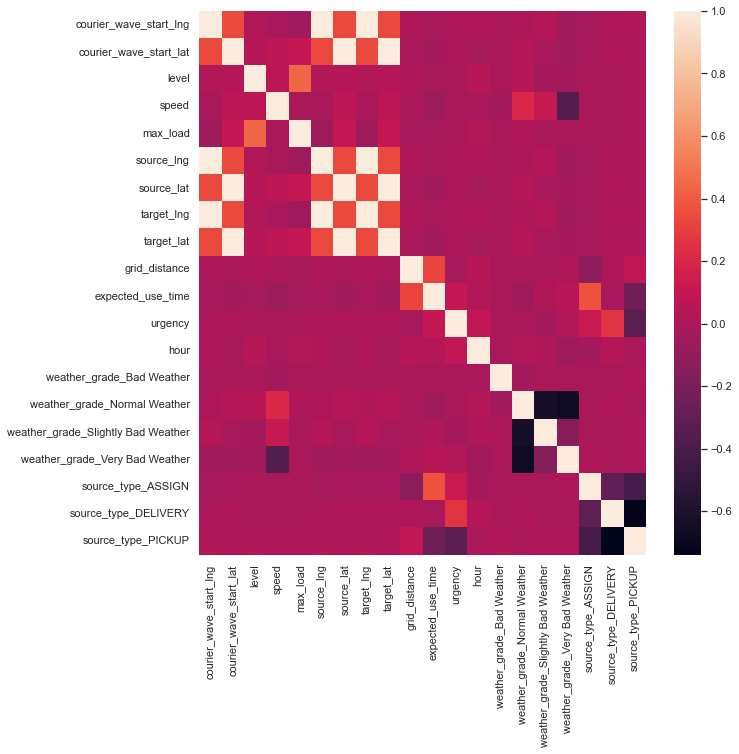 courier_wave_start_lng
courier_wave_start_lat
level
speed
max_load
source_lng
source_lat
target_lng
target_lat
grid_distance
expected_use_time
urgency
hour
weather_grade_Bad Weather
weather_grade_Normal Weather
weather_grade_Slightly Bad Weather
weather_grade_Very Bad Weather
source_type_ASSIGN
source_type_DELIVERY
source_type_PICKUP
courier_wave_start_lng
courier_wave_start_lat
level
speed
max_load
source_lng
source_lat
target_lng
target_lat
grid_distance
expected_use_time
urgency
hour
weather_grade_Bad Weather
weather_grade_Normal Weather
weather_grade_Slightly Bad Weather
weather_grade_Very Bad Weather
source_type_ASSIGN
source_type_DELIVERY
source_type_PICKUP
1.0
0.8
0.6
0.4
0.2
0.0
−0.2
−0.4
−0.6